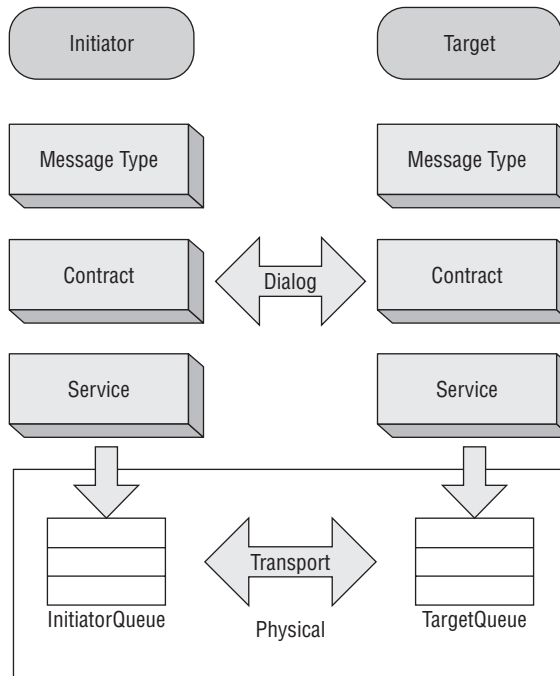 Initiator
Target
Message Type
Message Type
Contract
Dialog
Contract
Service
Service
Transport
InitiatorQueue
Physical
TargetQueue